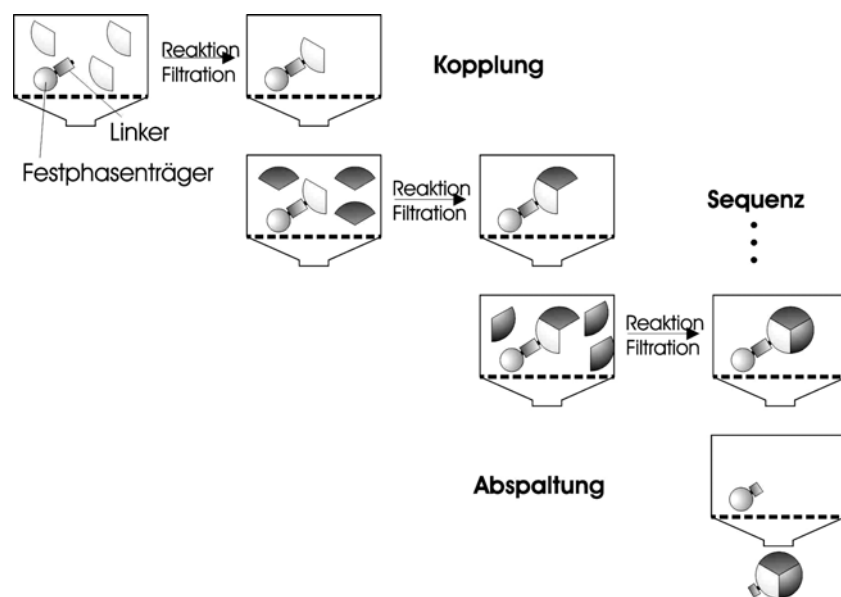 Reaktion
Filtration
Kopplung
Linker
Festphasenträger
Reaktion
Filtration
Sequenz
Reaktion
Filtration
Abspaltung